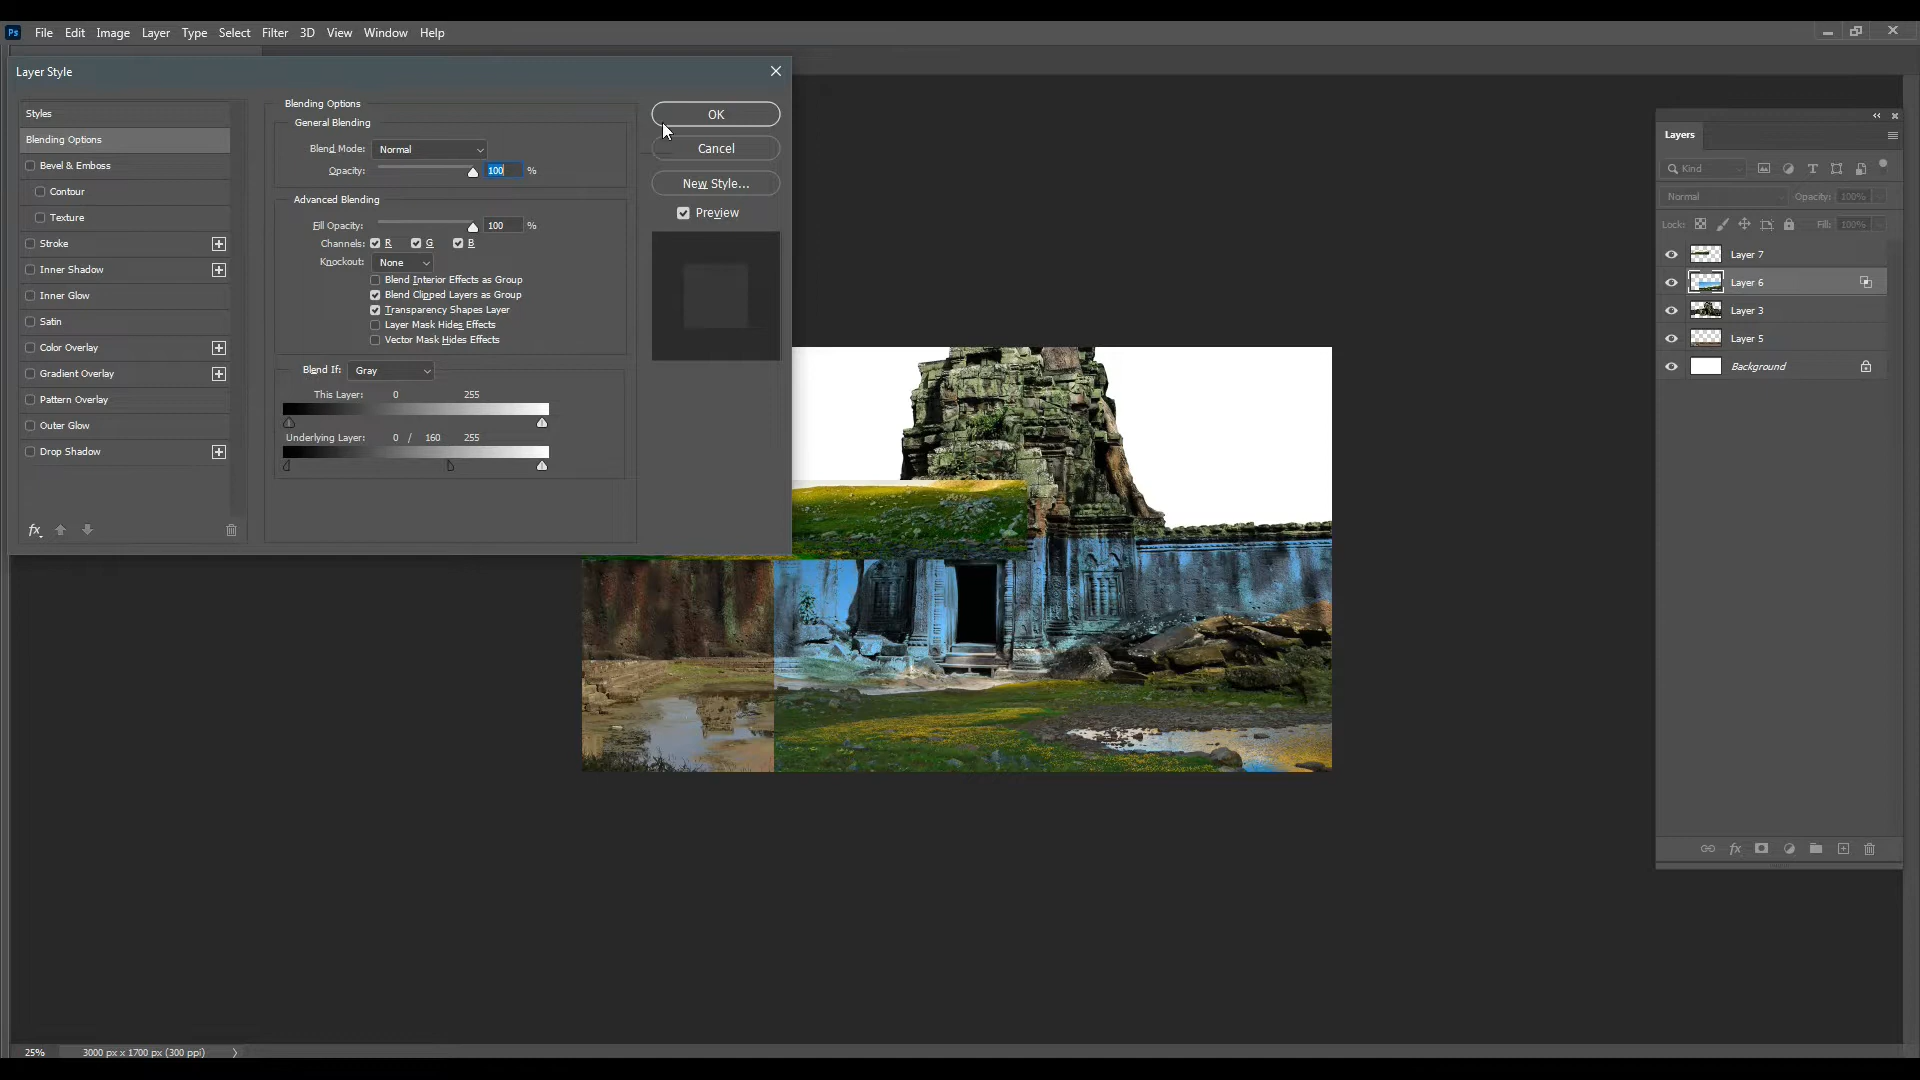 Ps File Edit Image Layer Type Select Filter 3D View Window Help
Layer Style
Styles
Blending Options
Bevel & Emboss
Contour
Texture
Stroke
Inner Shadow
Inner Glow
Satin
Color Overlay
Gradient Overlay
Pattern Overlay
Outer Glow
Drop Shadow
fx
Blending Options
General Blending
Blend Mode: Normal
Opacity: 100 %
Advanced Blending
Fill Opacity: 100 %
Channels: R G B
Knockout: None
Blend Interior Effects as Group
Blend Clipped Layers as Group
Transparency Shapes Layer
Layer Mask Hides Effects
Vector Mask Hides Effects
Blend If: Gray
This Layer: 0 255
Underlying Layer: 0 / 160 255
OK
Cancel
New Style...
Preview
Layers
Kind
Normal Opacity: 100%
Lock: Fill: 100%
Layer 7
Layer 6
Layer 3
Layer 5
Background
fx
25% 3000 px x 1700 px (300 ppi)